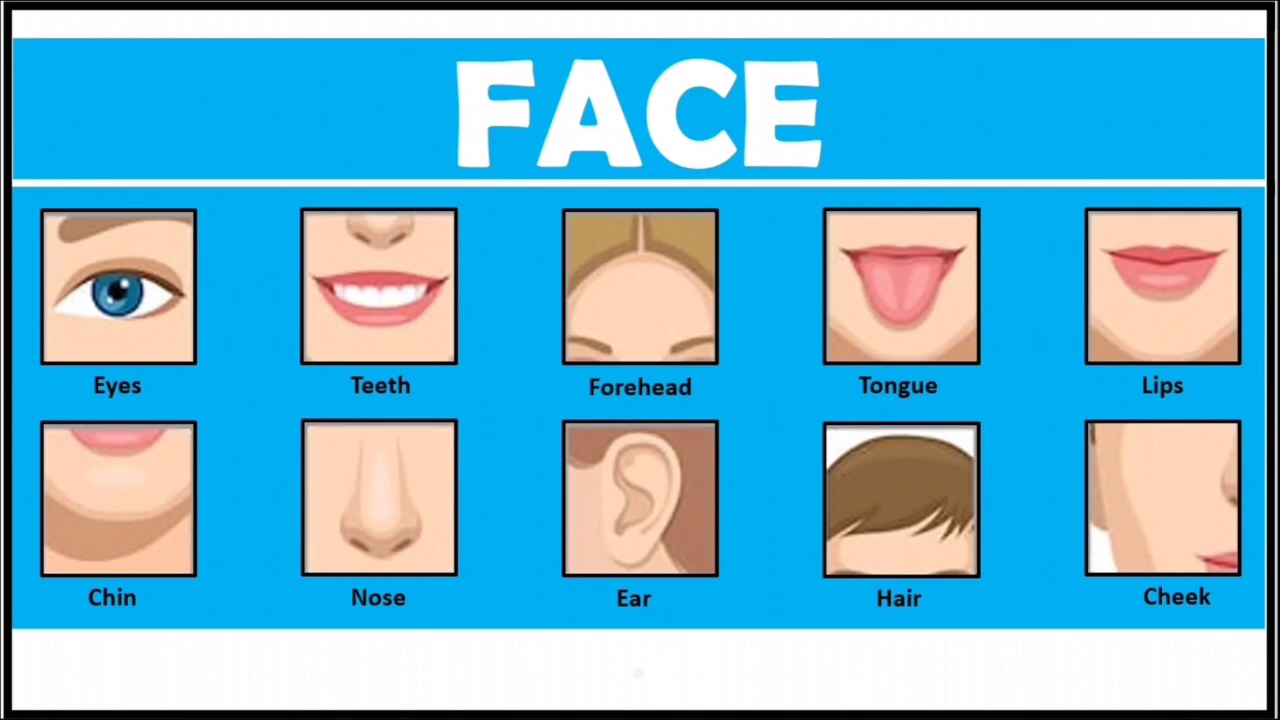 FACE
Eyes
Teeth
Forehead
Tongue
Lips
Chin
Nose
Ear
Hair
Cheek